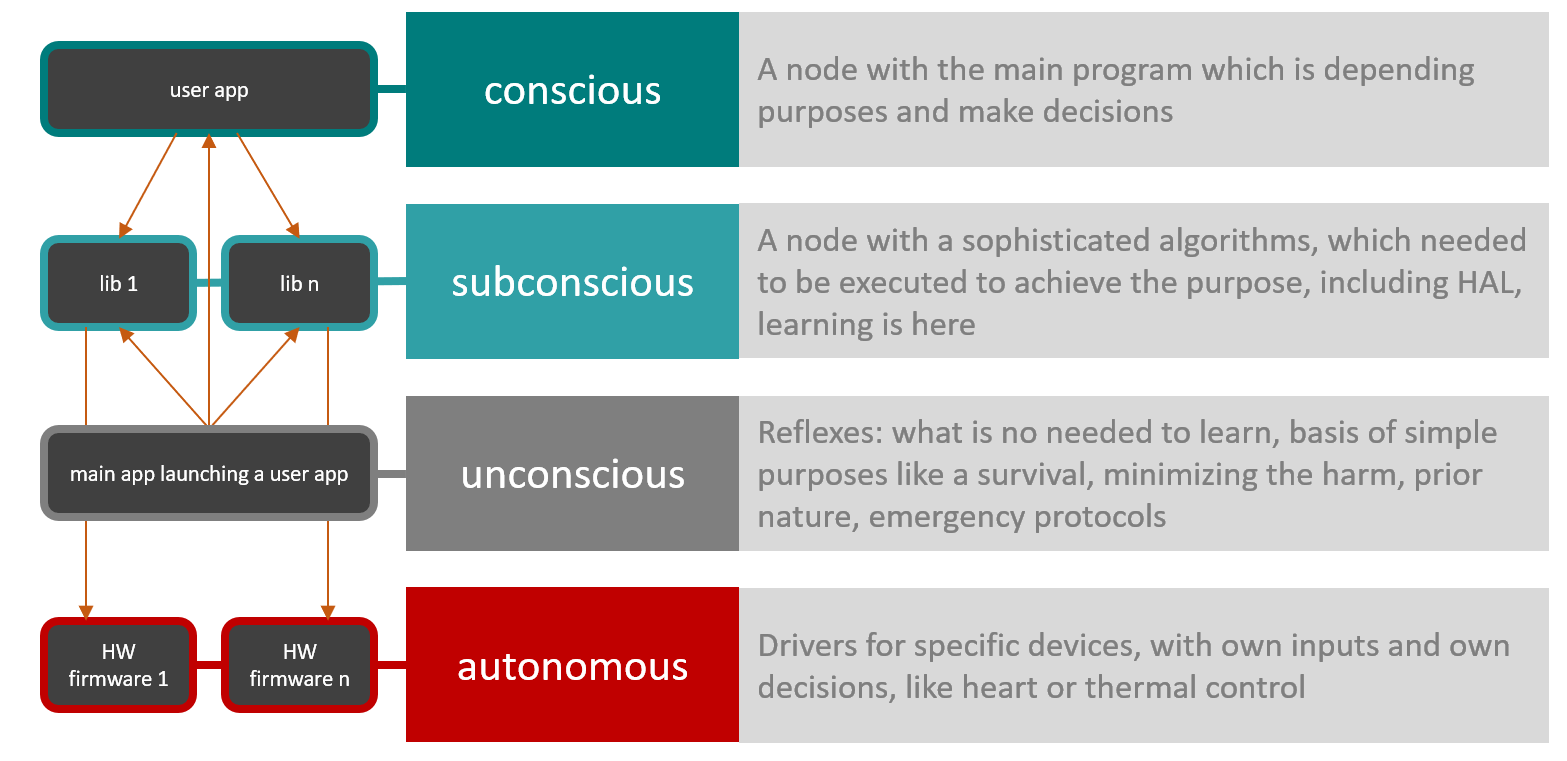 user app
conscious
A node with the main program which is depending
purposes and make decisions
lib 1
lib n
subconscious
A node with a sophisticated algorithms, which needed
to be executed to achieve the purpose, including HAL,
learning is here
main app launching a user app
unconscious
Reflexes: what is no needed to learn, basis of simple
purposes like a survival, minimizing the harm, prior
nature, emergency protocols
HW
firmware 1
HW
firmware n
autonomous
Drivers for specific devices, with own inputs and own
decisions, like heart or thermal control